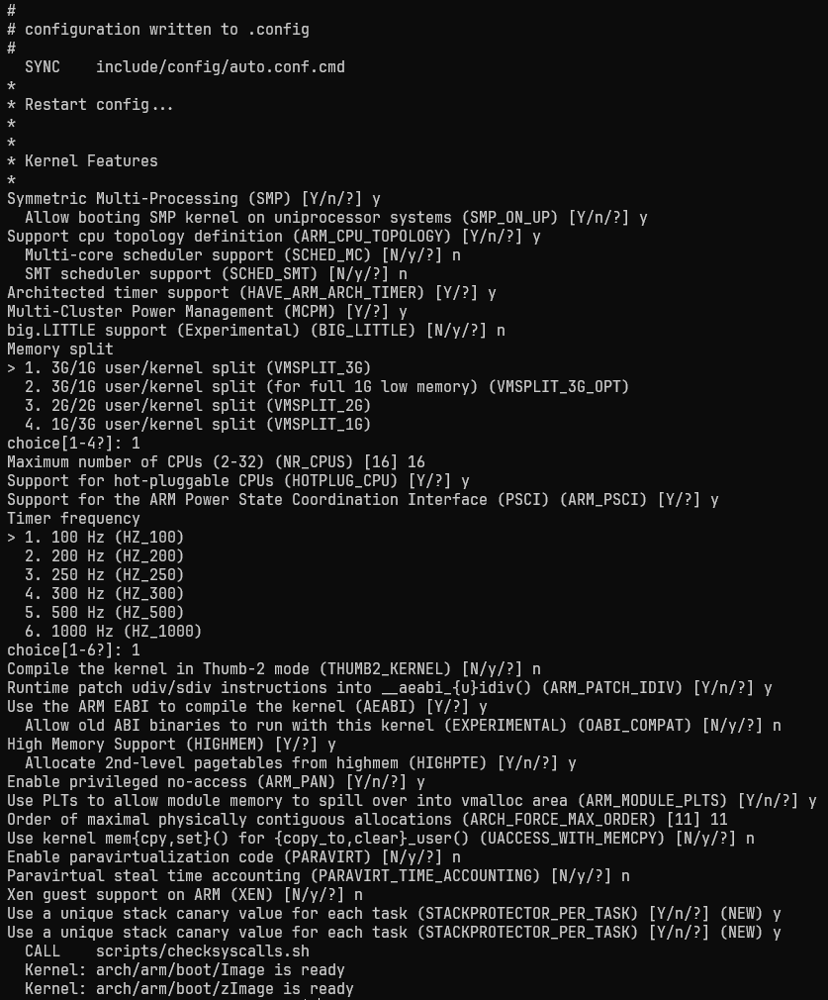 #
# configuration written to .config
#
  SYNC    include/config/auto.conf.cmd
*
* Restart config...
*
*
* Kernel Features
*
Symmetric Multi-Processing (SMP) [Y/n/?] y
  Allow booting SMP kernel on uniprocessor systems (SMP_ON_UP) [Y/n/?] y
Support cpu topology definition (ARM_CPU_TOPOLOGY) [Y/n/?] y
  Multi-core scheduler support (SCHED_MC) [N/y/?] n
  SMT scheduler support (SCHED_SMT) [N/y/?] n
Architected timer support (HAVE_ARM_ARCH_TIMER) [Y/?] y
Multi-Cluster Power Management (MCPM) [Y/?] y
big.LITTLE support (Experimental) (BIG_LITTLE) [N/y/?] n
Memory split
> 1. 3G/1G user/kernel split (VMSPLIT_3G)
  2. 3G/1G user/kernel split (for full 1G low memory) (VMSPLIT_3G_OPT)
  3. 2G/2G user/kernel split (VMSPLIT_2G)
  4. 1G/3G user/kernel split (VMSPLIT_1G)
choice[1-4?]: 1
Maximum number of CPUs (2-32) (NR_CPUS) [16] 16
Support for hot-pluggable CPUs (HOTPLUG_CPU) [Y/?] y
Support for the ARM Power State Coordination Interface (PSCI) (ARM_PSCI) [Y/?] y
Timer frequency
> 1. 100 Hz (HZ_100)
  2. 200 Hz (HZ_200)
  3. 250 Hz (HZ_250)
  4. 300 Hz (HZ_300)
  5. 500 Hz (HZ_500)
  6. 1000 Hz (HZ_1000)
choice[1-6?]: 1
Compile the kernel in Thumb-2 mode (THUMB2_KERNEL) [N/y/?] n
Runtime patch udiv/sdiv instructions into __aeabi_{u}idiv() (ARM_PATCH_IDIV) [Y/n/?] y
Use the ARM EABI to compile the kernel (AEABI) [Y/?] y
  Allow old ABI binaries to run with this kernel (EXPERIMENTAL) (OABI_COMPAT) [N/y/?] n
High Memory Support (HIGHMEM) [Y/?] y
  Allocate 2nd-level pagetables from highmem (HIGHPTE) [Y/n/?] y
Enable privileged no-access (ARM_PAN) [Y/n/?] y
Use PLTs to allow module memory to spill over into vmalloc area (ARM_MODULE_PLTS) [Y/n/?] y
Order of maximal physically contiguous allocations (ARCH_FORCE_MAX_ORDER) [11] 11
Use kernel mem{cpy,set}() for {copy_to,clear}_user() (UACCESS_WITH_MEMCPY) [N/y/?] n
Enable paravirtualization code (PARAVIRT) [N/y/?] n
Paravirtual steal time accounting (PARAVIRT_TIME_ACCOUNTING) [N/y/?] n
Xen guest support on ARM (XEN) [N/y/?] n
Use a unique stack canary value for each task (STACKPROTECTOR_PER_TASK) [Y/n/?] (NEW) y
Use a unique stack canary value for each task (STACKPROTECTOR_PER_TASK) [Y/n/?] (NEW) y
  CALL    scripts/checksyscalls.sh
  Kernel: arch/arm/boot/Image is ready
  Kernel: arch/arm/boot/zImage is ready